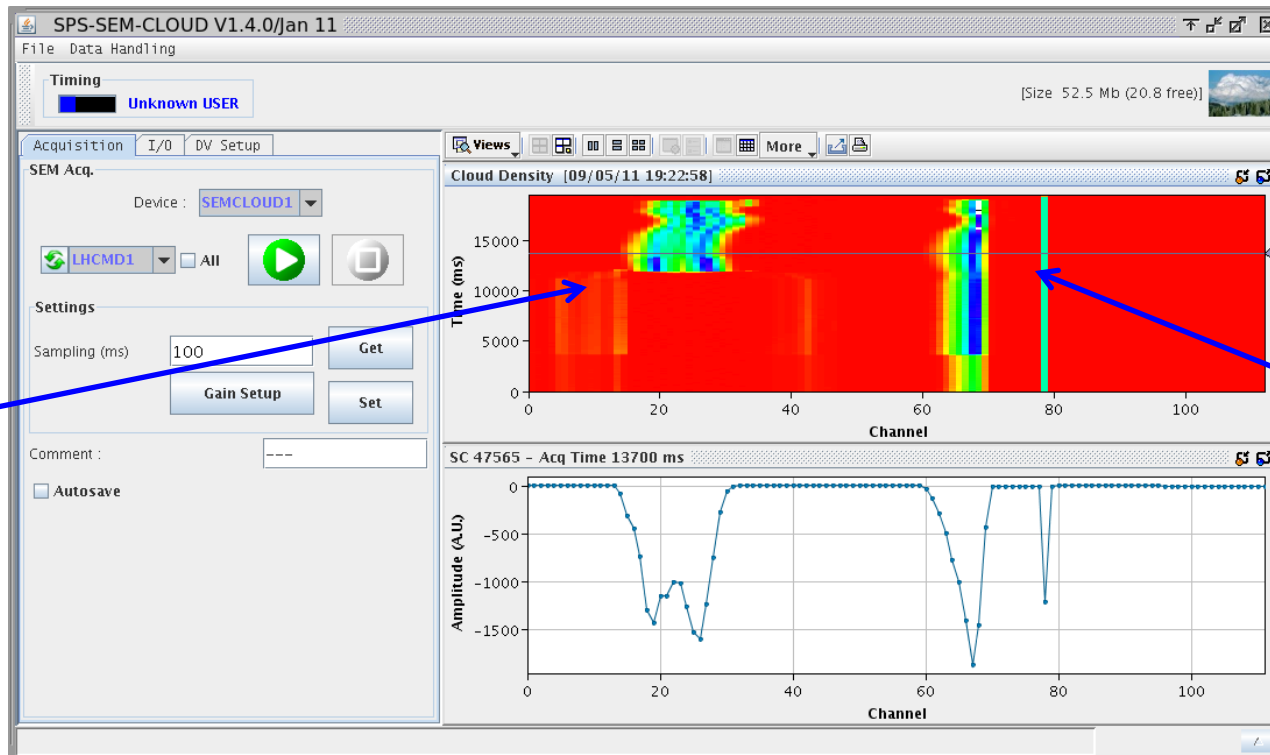 SPS-SEM-CLOUD V1.4.0/Jan 11
File Data Handling
Timing
Unknown USER
[Size 52.5 Mb (20.8 free)]
Acquisition I/O DV Setup
Views More
SEM Acq.
Device : SEMCLOUD1
LHCMD1 All
Settings
Sampling (ms) 100 Get
Gain Setup Set
Comment : ---
Autosave
Cloud Density [09/05/11 19:22:58]
Time (ms)
15000
10000
5000
0
0 20 40 60 80 100
Channel
SC 47565 - Acq Time 13700 ms
Amplitude (A.U.)
0
-500
-1000
-1500
0 20 40 60 80 100
Channel